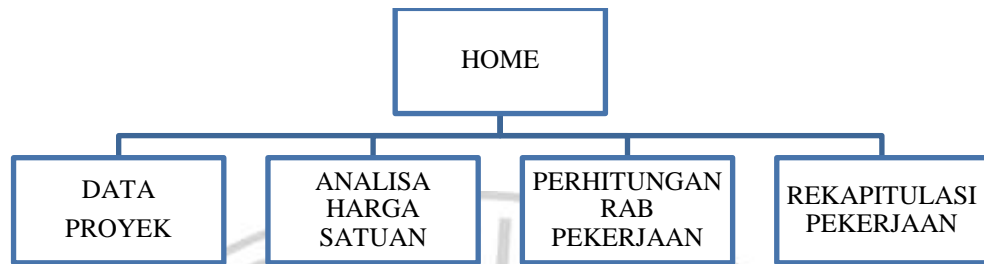 HOME
DATA
PROYEK
ANALISA
HARGA
SATUAN
PERHITUNGAN
RAB
PEKERJAAN
REKAPITULASI
PEKERJAAN